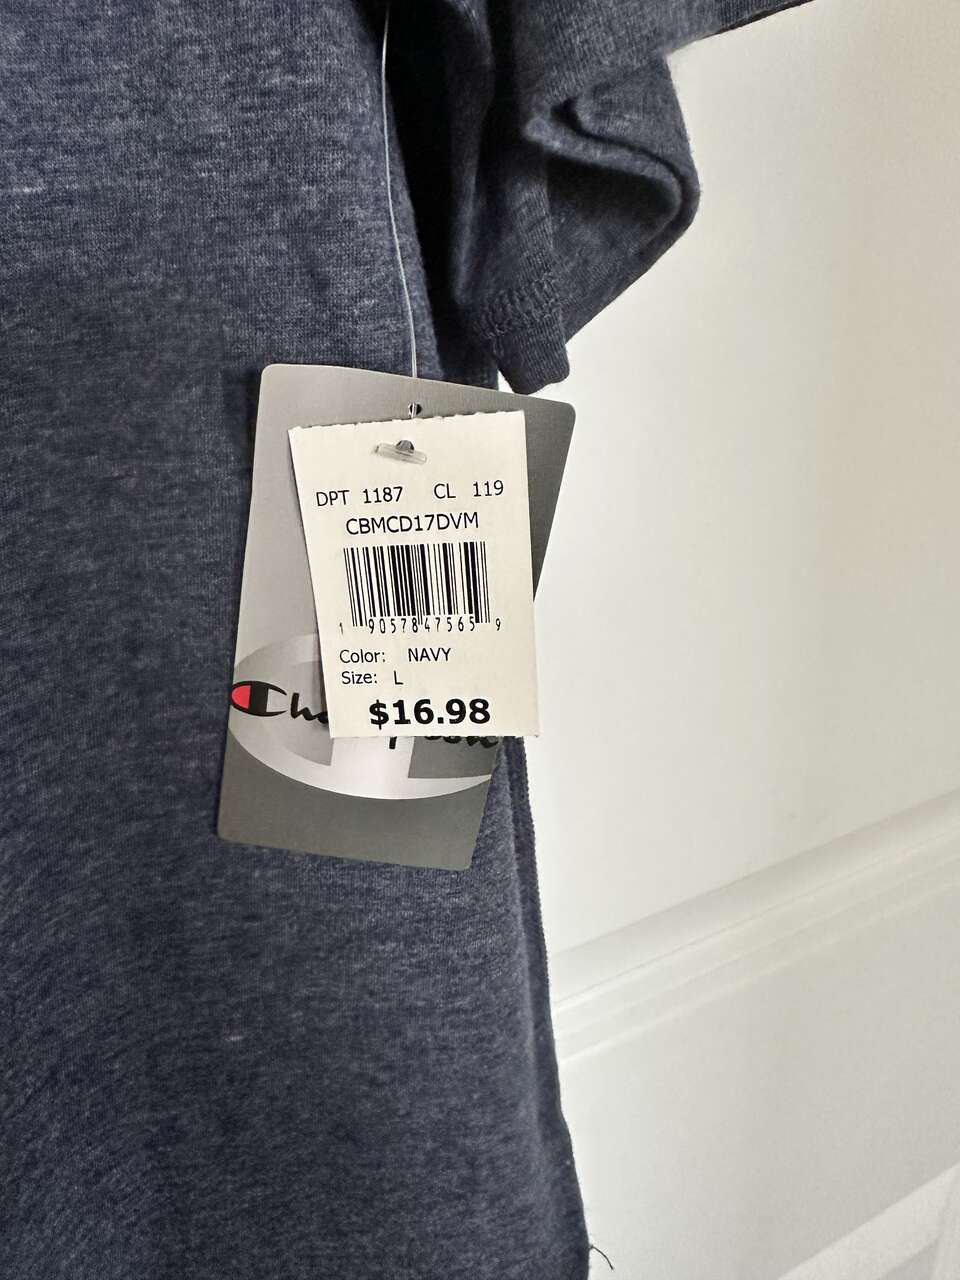 DPT 1187 CL 119
CBMCD17DVM
1 90578 47565 9
Color: NAVY
Size: L
$16.98